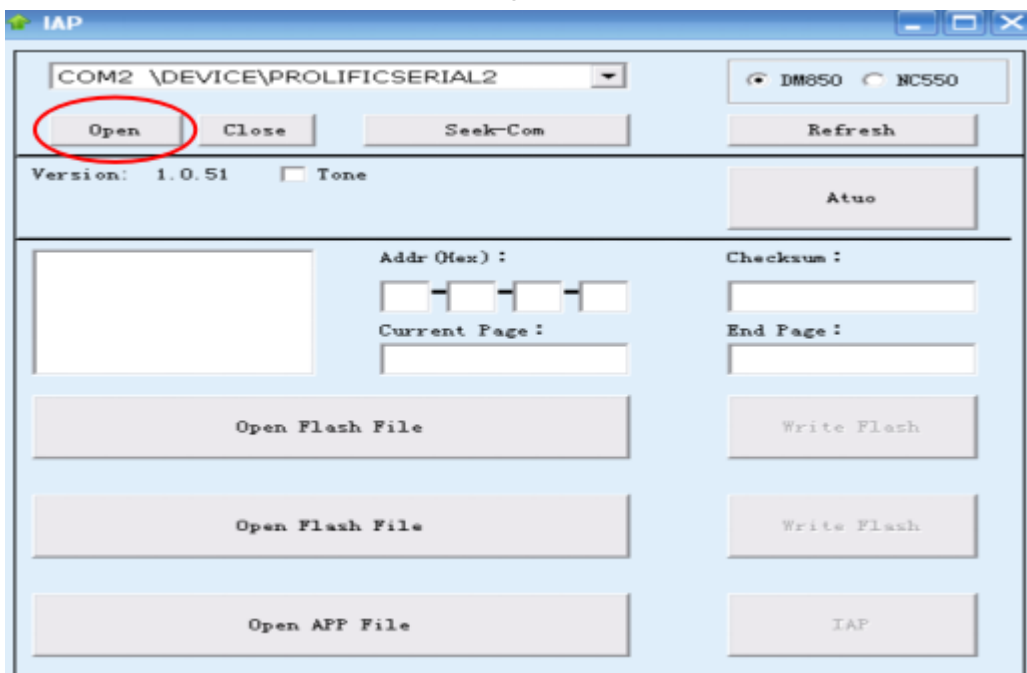 IAP
COM2 \DEVICE\PROLIFICSERIAL2
DM850 NC550
Open Close Seek-Com Refresh
Version: 1.0.51 Tone
Atuo
Addr(Hex): Checksum:
- - -
Current Page: End Page:
Open Flash File Write Flash
Open Flash File Write Flash
Open APP File IAP